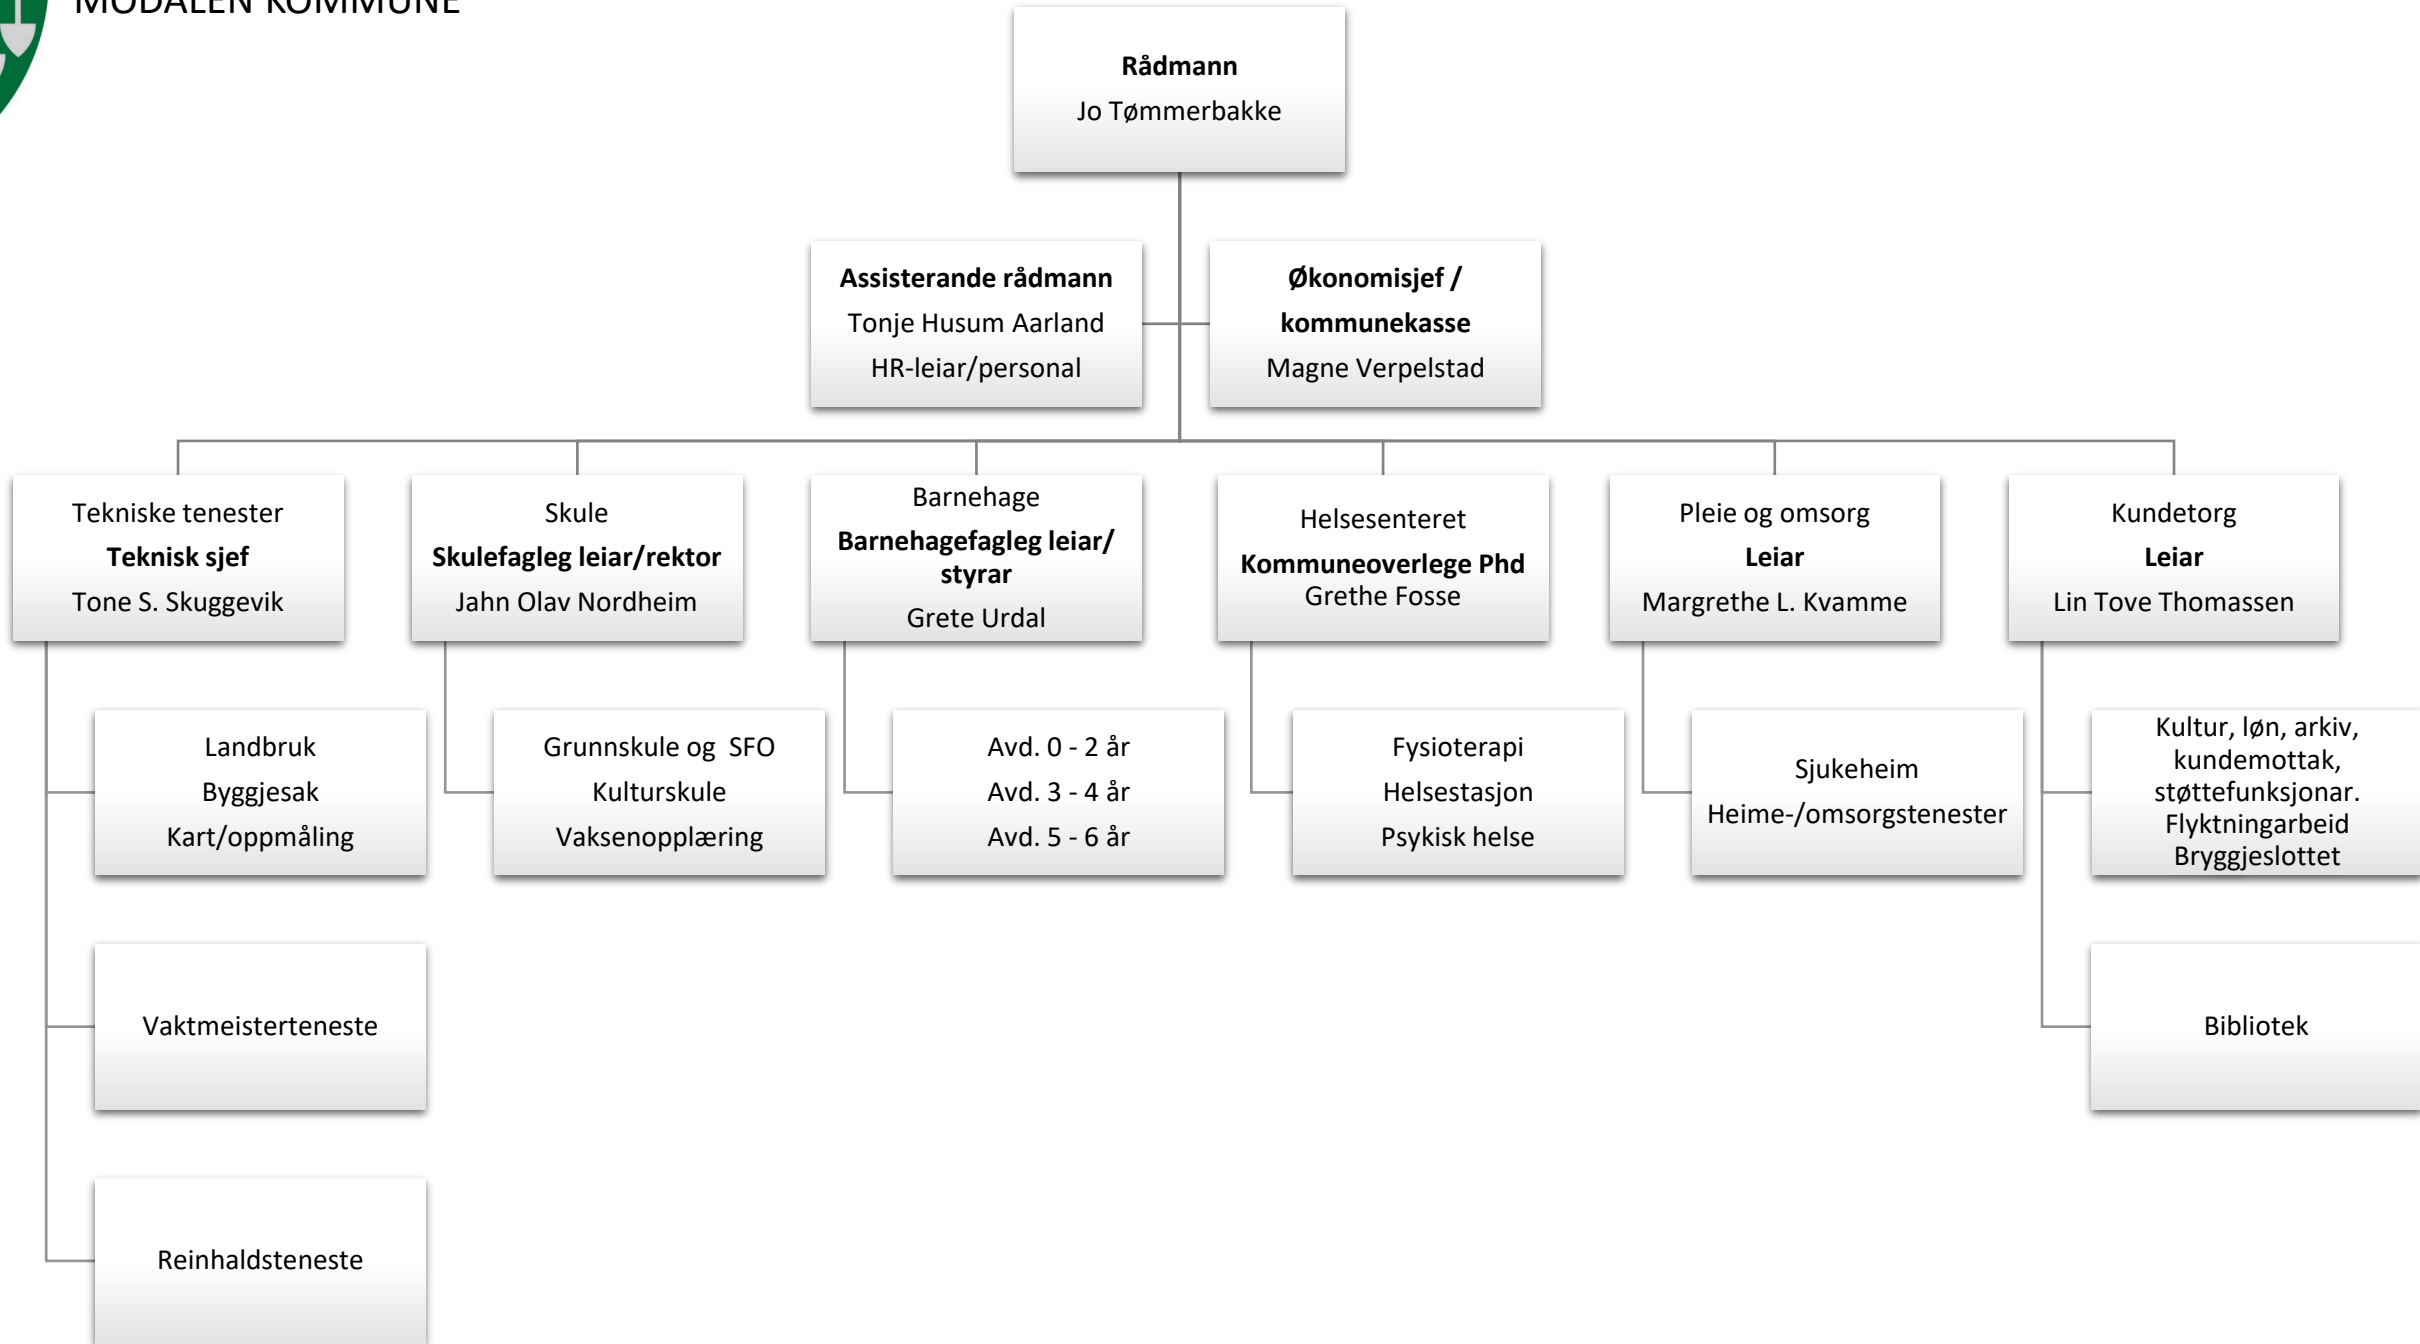 MODALEN KOMMUNE
Rådmann
Jo Tømmerbakke
Assisterande rådmann
Tonje Husum Aarland
HR-leiar/personal
Økonomisjef /
kommunekasse
Magne Verpelstad
Tekniske tenester
Teknisk sjef
Tone S. Skuggevik
Skule
Skulefagleg leiar/rektor
Jahn Olav Nordheim
Barnehage
Barnehagefagleg leiar/
styrar
Grete Urdal
Helsesenteret
Kommuneoverlege Phd
Grethe Fosse
Pleie og omsorg
Leiar
Margrethe L. Kvamme
Kundetorg
Leiar
Lin Tove Thomassen
Landbruk
Byggjesak
Kart/oppmåling
Grunnskule og  SFO
Kulturskule
Vaksenopplæring
Avd. 0 - 2 år
Avd. 3 - 4 år
Avd. 5 - 6 år
Fysioterapi
Helsestasjon
Psykisk helse
Sjukeheim
Heime-/omsorgstenester
Kultur, løn, arkiv,
kundemottak,
støttefunksjonar.
Flyktningarbeid
Bryggjeslottet
Vaktmeisterteneste
Bibliotek
Reinhaldsteneste